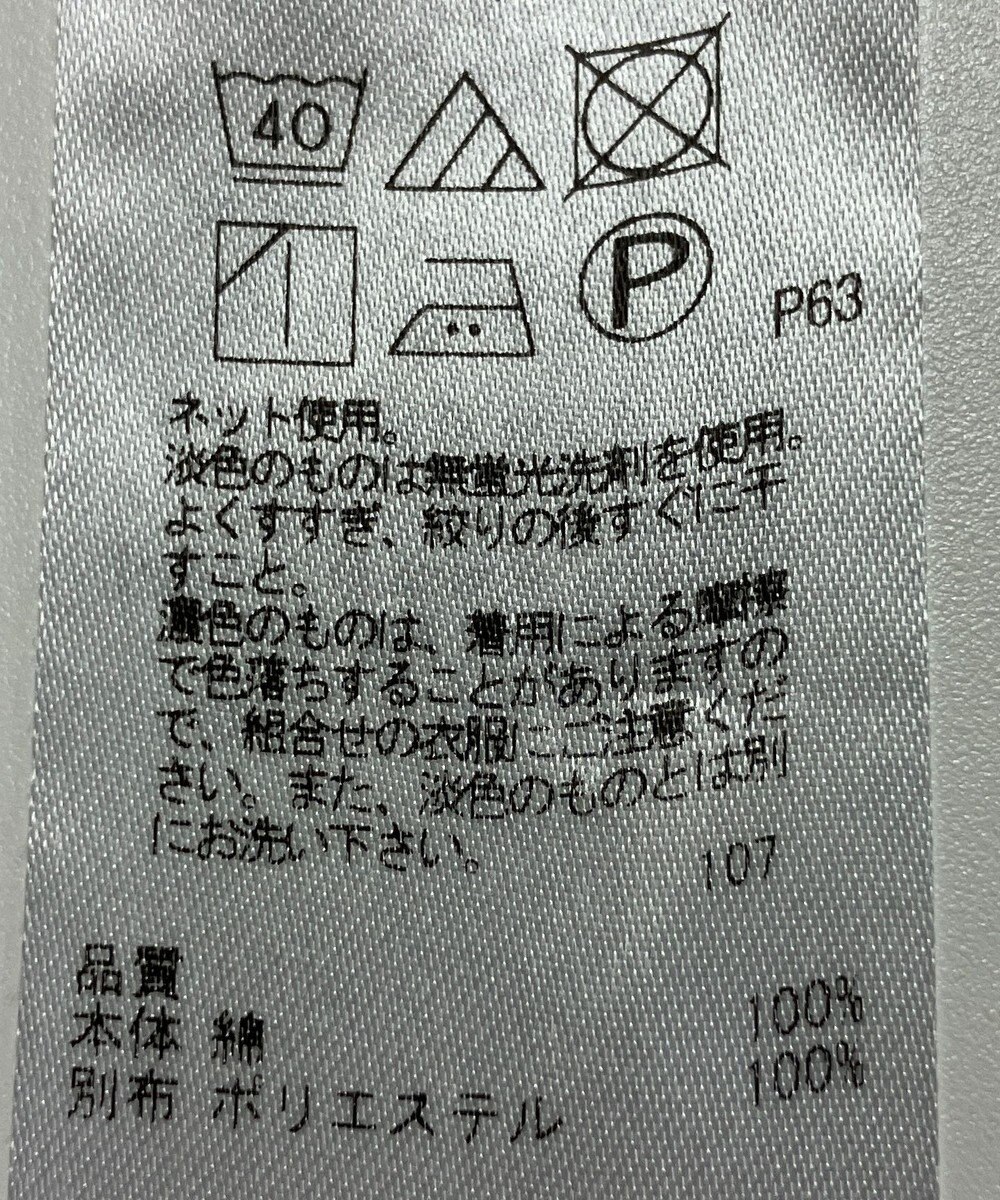 40
P
P63
ネット使用。
淡色のものは無蛍光洗剤を使用。
よくすすぎ、絞りの後すぐに干
すこと。
濃色のものは、着用による摩擦
で色落ちすることがありますの
で、組合せの衣服にご注意くだ
さい。また、淡色のものとは別
にお洗い下さい。
107
品質
本体 綿 100%
別布 ポリエステル 100%